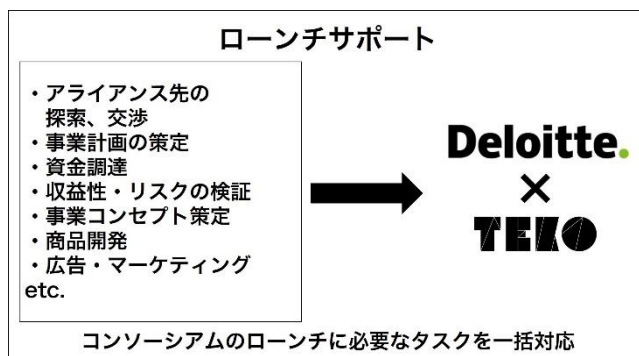 ローンチサポート
・アライアンス先の
探索、交渉
・事業計画の策定
・資金調達
・収益性・リスクの検証
・事業コンセプト策定
・商品開発
・広告・マーケティング
etc.
Deloitte.
×
TEKO
コンソーシアムのローンチに必要なタスクを一括対応